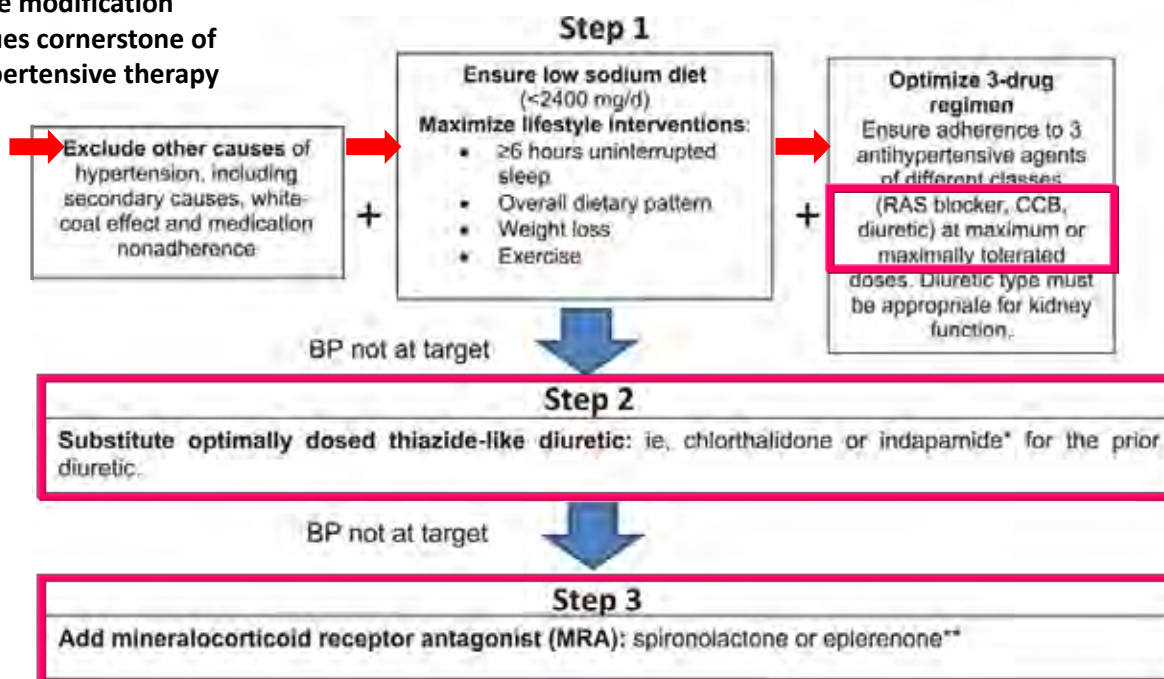 e modification
ues cornerstone of
pertensive therapy
Step 1
Exclude other causes of
hypertension, including
secondary causes, white-
coat effect and medication
nonadherence
+
Ensure low sodium diet
(<2400 mg/d)
Maximize lifestyle interventions:
• ≥6 hours uninterrupted
sleep
• Overall dietary pattern
• Weight loss
• Exercise
+
Optimize 3-drug
regimen
Ensure adherence to 3
antihypertensive agents
of different classes
(RAS blocker, CCB,
diuretic) at maximum or
maximally tolerated
doses. Diuretic type must
be appropriale for kidney
function.
BP not at target
Step 2
Substitute optimally dosed thiazide-like diuretic: ie, chlorthalidone or indapamide* for the prior
diuretic.
BP not at target
Step 3
Add mineralocorticoid receptor antagonist (MRA): spironolactone or eplerenone**